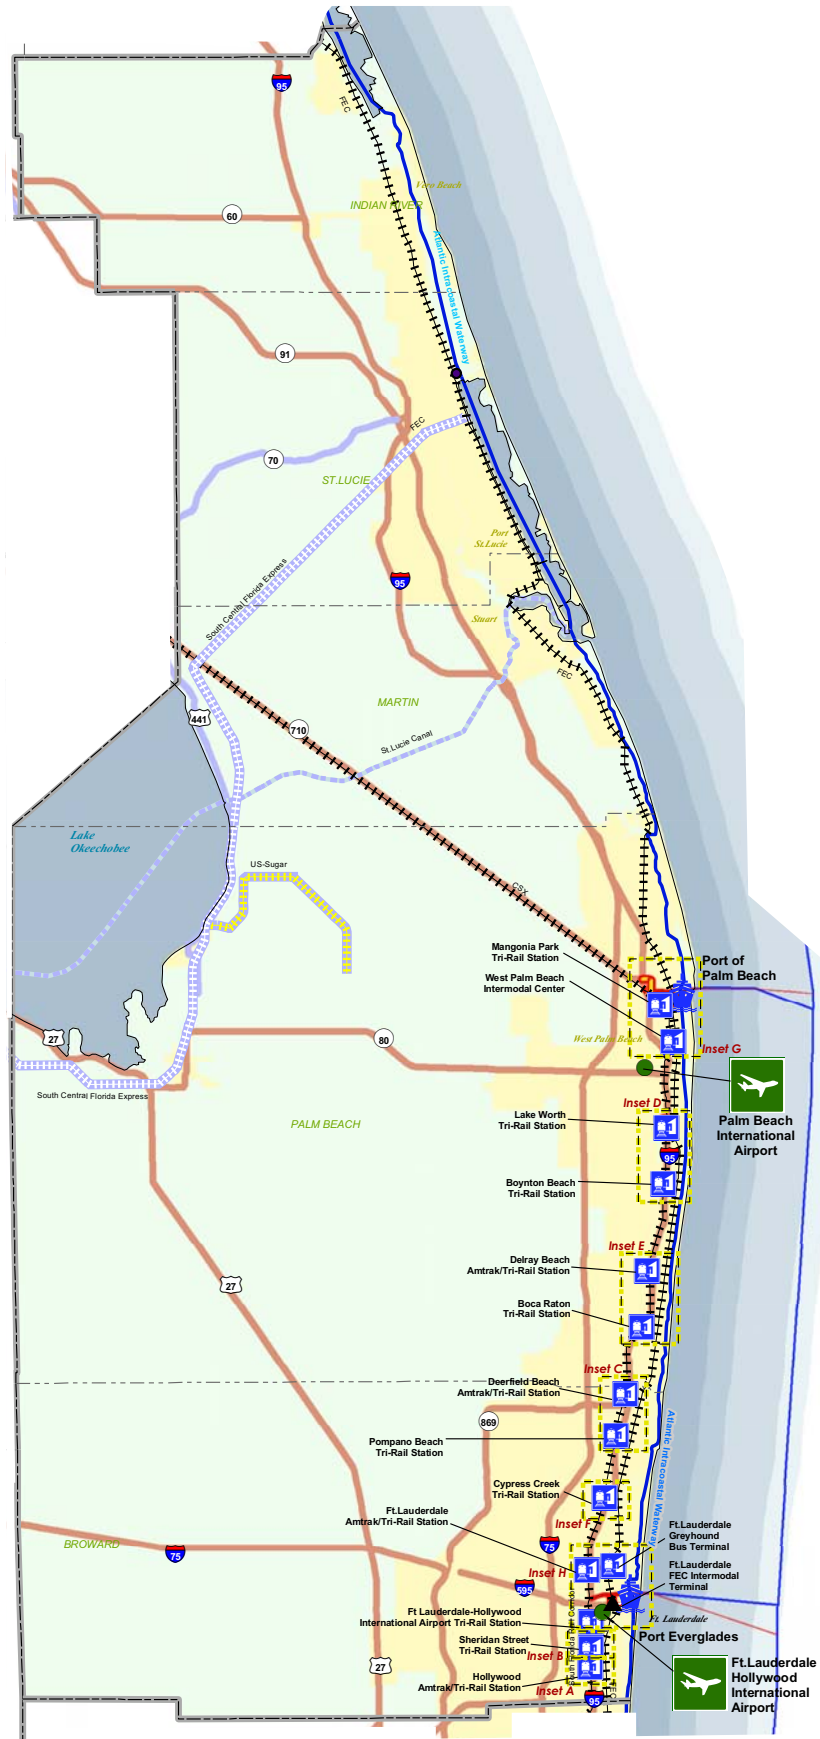 95
FEC
Vero Beach
INDIAN RIVER
60
Atlantic Intracoastal Waterway
91
FEC
70
ST.LUCIE
Port
St.Lucie
South Central Florida Express
95
Stuart
FEC
MARTIN
441
710
St.Lucie Canal
Lake
Okeechobee
US-Sugar
CSX
Mangonia Park
Tri-Rail Station
Port of
Palm Beach
West Palm Beach
Intermodal Center
27
80
West Palm Beach
Inset G
South Central Florida Express
Inset D
Lake Worth
Tri-Rail Station
Palm Beach
International
Airport
PALM BEACH
95
Boynton Beach
Tri-Rail Station
Inset E
Delray Beach
Amtrak/Tri-Rail Station
27
Boca Raton
Tri-Rail Station
Inset C
Deerfield Beach
Amtrak/Tri-Rail Station
869
Pompano Beach
Tri-Rail Station
Atlantic Intracoastal Waterway
Cypress Creek
Tri-Rail Station
Ft.Lauderdale
Amtrak/Tri-Rail Station
Inset F
Ft.Lauderdale
Greyhound
Bus Terminal
BROWARD
75
75
Inset H
Ft.Lauderdale
FEC Intermodal
Terminal
595
Ft Lauderdale-Hollywood
International Airport Tri-Rail Station
Ft. Lauderdale
South Florida Rail Corridor
Port Everglades
Sheridan Street
Tri-Rail Station
Inset B
27
Hollywood
Amtrak/Tri-Rail Station
Inset A
95
FEC
Ft.Lauderdale
Hollywood
International
Airport